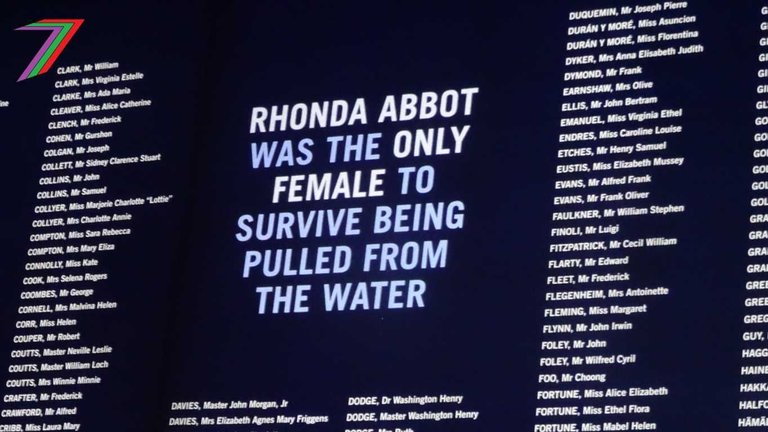 CLARK, Mr William
CLARK, Mrs Virginia Estelle
CLARKE, Mrs Ada Maria
CLEAVER, Miss Alice Catherine
CLENCH, Mr Frederick
COHEN, Mr Gurshon
COLGAN, Mr Joseph
COLLETT, Mr Sidney Clarence Stuart
COLLINS, Mr John
COLLINS, Mr Samuel
COLLYER, Miss Marjorie Charlotte "Lottie"
COLLYER, Mrs Charlotte Annie
COMPTON, Miss Sara Rebecca
COMPTON, Mrs Mary Eliza
CONNOLLY, Miss Kate
COOK, Mrs Selena Rogers
COOMBES, Mr George
CORNELL, Mrs Malvina Helen
CORR, Miss Helen
COUPER, Mr Robert
COUTTS, Master Neville Leslie
COUTTS, Master William Loch
COUTTS, Mrs Winnie Minnie
CRAFTER, Mr Frederick
CRAWFORD, Mr Alfred
CRIBB, Miss Laura Mary
RHONDA ABBOT
WAS THE ONLY
FEMALE TO
SURVIVE BEING
PULLED FROM
THE WATER
DAVIES, Master John Morgan, Jr
DAVIES, Mrs Elizabeth Agnes Mary Friggens
DODGE, Dr Washington Henry
DODGE, Master Washington Henry
DODGE, Mrs Ruth
DUQUEMIN, Mr Joseph Pierre
DURÁN Y MORÉ, Miss Asuncion
DURÁN Y MORÉ, Miss Florentina
DYKER, Mrs Anna Elisabeth Judith
DYMOND, Mr Frank
EARNSHAW, Mrs Olive
ELLIS, Mr John Bertram
EMANUEL, Miss Virginia Ethel
ENDRES, Miss Caroline Louise
ETCHES, Mr Henry Samuel
EUSTIS, Miss Elizabeth Mussey
EVANS, Mr Alfred Frank
EVANS, Mr Frank Oliver
FAULKNER, Mr William Stephen
FINOLI, Mr Luigi
FITZPATRICK, Mr Cecil William
FLARTY, Mr Edward
FLEET, Mr Frederick
FLEGENHEIM, Mrs Antoinette
FLEMING, Miss Margaret
FLYNN, Mr John Irwin
FOLEY, Mr John
FOLEY, Mr Wilfred Cyril
FOO, Mr Choong
FORTUNE, Miss Alice Elizabeth
FORTUNE, Miss Ethel Flora
FORTUNE, Miss Mabel Helen